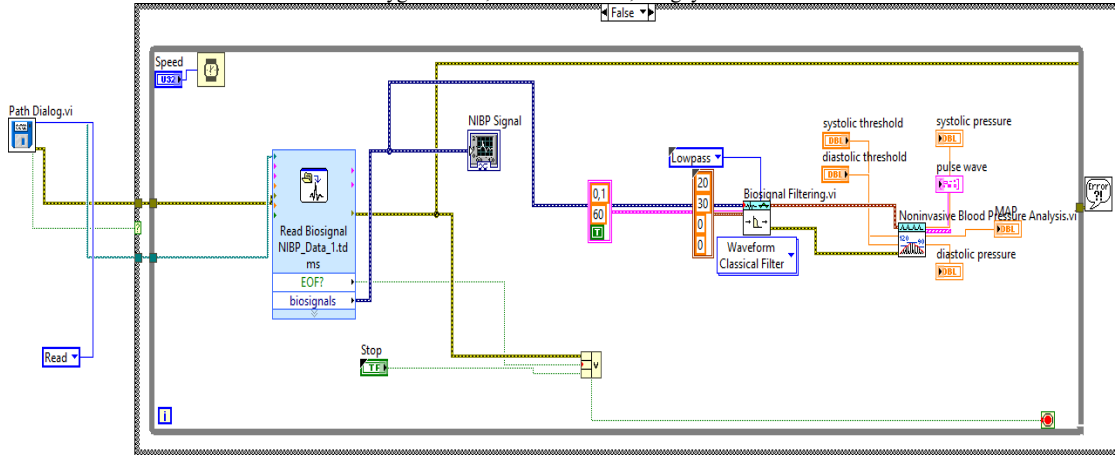 False
Speed
U32
Path Dialog.vi
NIBP Signal
systolic threshold
DBL
diastolic threshold
DBL
systolic pressure
DBL
pulse wave
Lowpass
0,1
60
T
20
30
0
0
Biosignal Filtering.vi
Waveform
Classical Filter
Noninvasive Blood Pressure Analysis.vi
MAP
DBL
diastolic pressure
DBL
Error
?!
Read Biosignal
NIBP_Data_1.td
ms
EOF?
biosignals
Read
Stop
TF
V
i